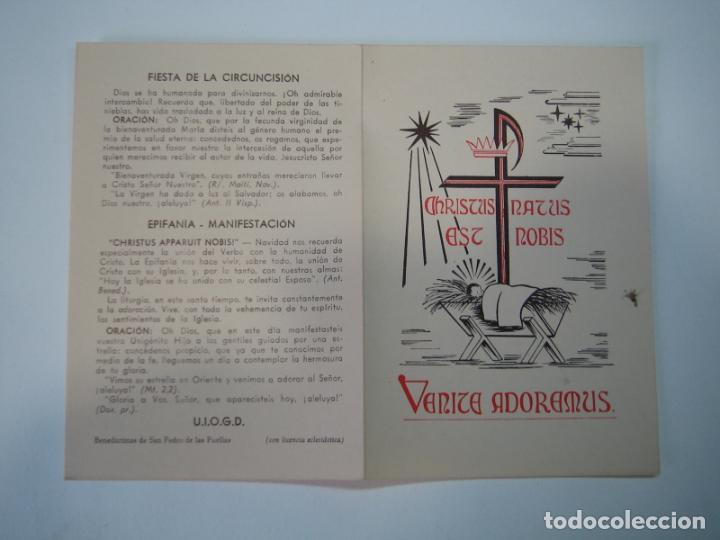 FIESTA DE LA CIRCUNCISIÓN
Dios se ha humanado para divinizarnos. ¡Oh admirable
intercambio! Recuerda que, libertado del poder de las ti-
nieblas, has sido trasladado a la luz y al reino de Dios.
ORACIÓN: Oh Dios, que por la fecunda virginidad de
la bienaventurada María disteis al género humano el pre-
mio de la salud eterna: concedednos, os rogamos, que ex-
perimentemos en favor nuestro la intercesión de aquella por
quien merecimos recibir al autor de la vida, Jesucristo Señor
nuestro.
"Bienaventurada Virgen, cuyas entrañas merecieron llevar
a Cristo Señor Nuestro". (R/. Maiti. Nav.).
"La Virgen ha dado a luz al Salvador; os alabamos, oh
Dios nuestro, ¡aleluya!" (Ant. II Visp.).
EPIFANÍA - MANIFESTACIÓN
"CHRISTUS APPARUIT NOBIS!" — Navidad nos recuerda
especialmente la unión del Verbo con la humanidad de
Cristo. La Epifanía nos hace vivir, sobre todo, la unión de
Cristo con su Iglesia, y, por lo tanto, con nuestras almas:
"Hoy la Iglesia se ha unido con su celestial Esposo". (Ant.
Bened.).
La liturgia, en este santo tiempo, te invita constantemente
a la adoración. Vive, con toda la vehemencia de tu espíritu,
los sentimientos de la Iglesia.
ORACIÓN: Oh Dios, que en este día manifestasteis
vuestro Unigénito Hijo a los gentiles guiados por una es-
trella: concédenos propicio, que ya que te conocimos por
medio de la fe, lleguemos un día a contemplar la hermosura
de tu gloria.
"Vimos su estrella en Oriente y venimos a adorar al Señor,
¡aleluya!" (Mt. 2,2).
"Gloria a Vos, Señor, que aparecisteis hoy, ¡aleluya!"
(Dox. pr.).
U.I.O.G.D.
Benedictinas de San Pedro de las Puellas (con licencia eclesiástica)
CHRISTUS NATUS
EST NOBIS
VENITE ADOREMUS.
todocoleccion